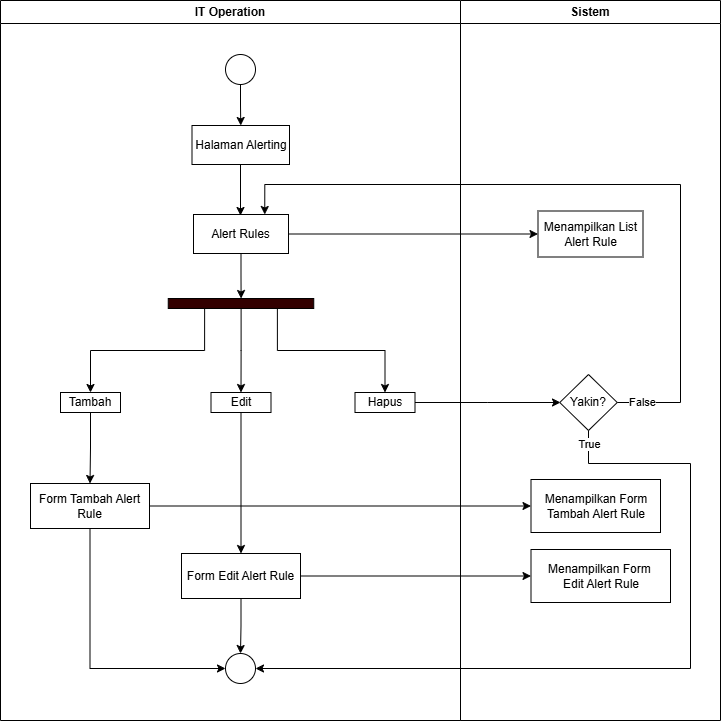 IT Operation
Sistem
Halaman Alerting
Alert Rules
Menampilkan List
Alert Rule
Tambah
Edit
Hapus
Yakin?
False
True
Form Tambah Alert
Rule
Menampilkan Form
Tambah Alert Rule
Form Edit Alert Rule
Menampilkan Form
Edit Alert Rule